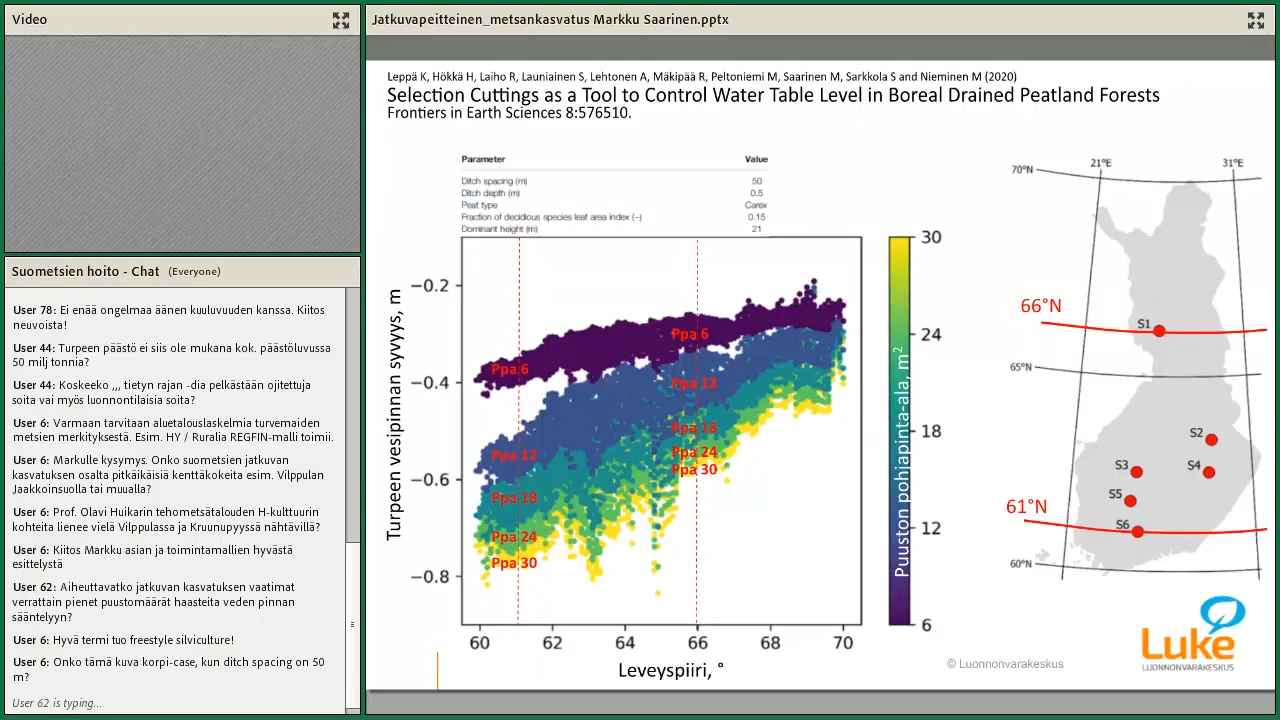 Video
Jatkuvapeitteinen_metsankasvatus Markku Saarinen.pptx
Suometsien hoito - Chat (Everyone)
User 78: Ei enää ongelmaa äänen kuuluvuuden kanssa. Kiitos
neuvoista!
User 44: Turpeen päästö ei siis ole mukana kok. päästöluvussa
50 milj tonnia?
User 44: Koskeeko ,,, tietyn rajan -dir pelkästään ojitettuja
soita vai myös luonnontilaisia soita?
User 6: Varmaan tarvitaan aluetalouslaskelmia turvemaiden
metsien merkityksestä. Esim. HY / Ruralia REGFIN-malli toimii.
User 6: Markulle kysymys. Onko suometsien jatkuvan
kasvatuksen osalta pitkäikäisiä kenttäkokeita esim. Vilppulan
Jaakkoinsuolla tai muualla?
User 6: Prof. Olavi Huikarin tehometsätalouden H-kulttuurin
kohteita lienee vielä Vilppulassa ja Kruunupyyssä nähtävillä?
User 6: Kiitos Markku asian ja toimintamallien hyvästä
esittelystä
User 62: Aiheuttavatko jatkuvan kasvatuksen vaatimat
verrattain pienet puustomäärät haasteita veden pinnan
sääntelyyn?
User 6: Hyvä termi tuo freestyle silviculture!
User 6: Onko tämä kuva korpi-case, kun ditch spacing on 50
m?
User 62 is typing...
Leppä K, Hökkä H, Laiho R, Launiainen S, Lehtonen A, Mäkipää R, Peltoniemi M, Saarinen M, Sarkkola S and Nieminen M (2020)
Selection Cuttings as a Tool to Control Water Table Level in Boreal Drained Peatland Forests
Frontiers in Earth Sciences 8:576510.
Parameter Value
Ditch spacing (m) 50
Ditch depth (m) 0.5
Peat type Carex
Fraction of decidious species leaf area index (–) 0.15
Dominant height (m) 21
Turpeen vesipinnan syvyys, m
−0.2
−0.4
−0.6
−0.8
Ppa 6
Ppa 12
Ppa 18
Ppa 24
Ppa 30
Ppa 6
Ppa 12
Ppa 18
Ppa 24
Ppa 30
60 62 64 66 68 70
Leveyspiiri, °
Puuston pohjapinta-ala, m²
30
24
18
12
6
21°E 31°E
70°N
66°N
S1
65°N
S2
S3 S4
S5
61°N
S6
60°N
© Luonnonvarakeskus
Luke
LUONNONVARAKESKUS